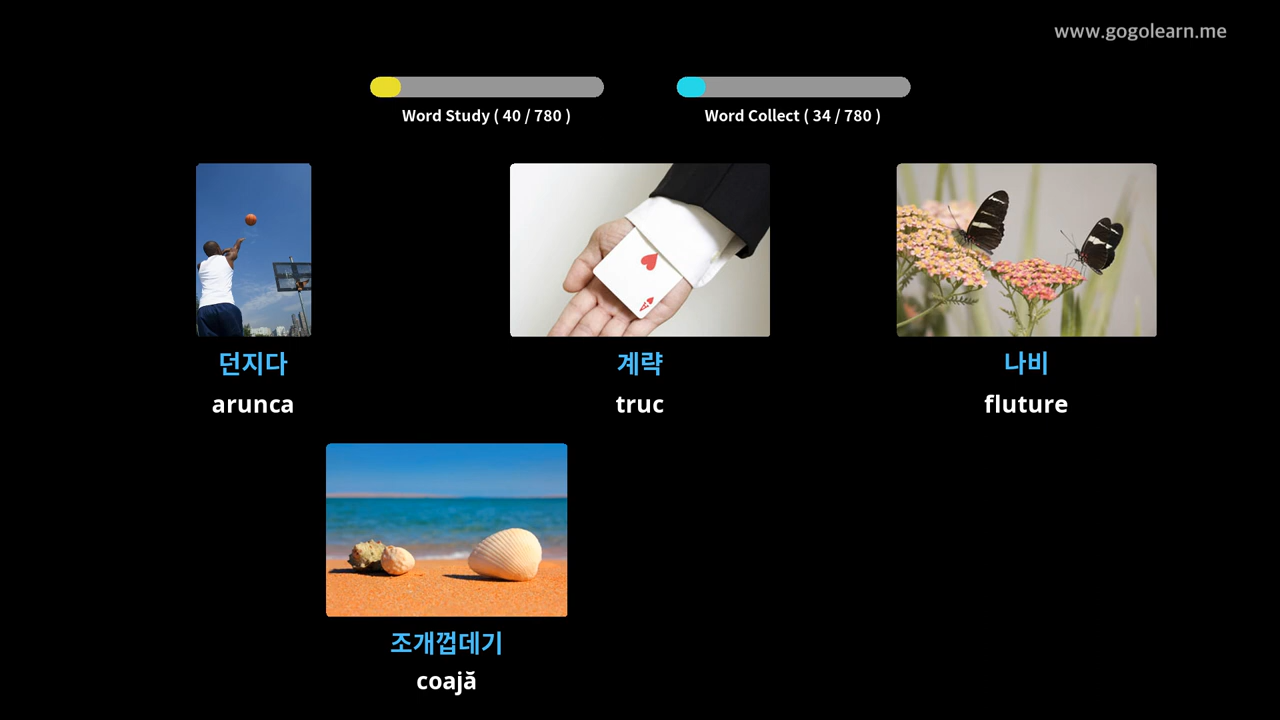 www.gogolearn.me
Word Study ( 40 / 780 )
Word Collect ( 34 / 780 )
던지다
계략
나비
arunca
truc
fluture
조개껍데기
coajă